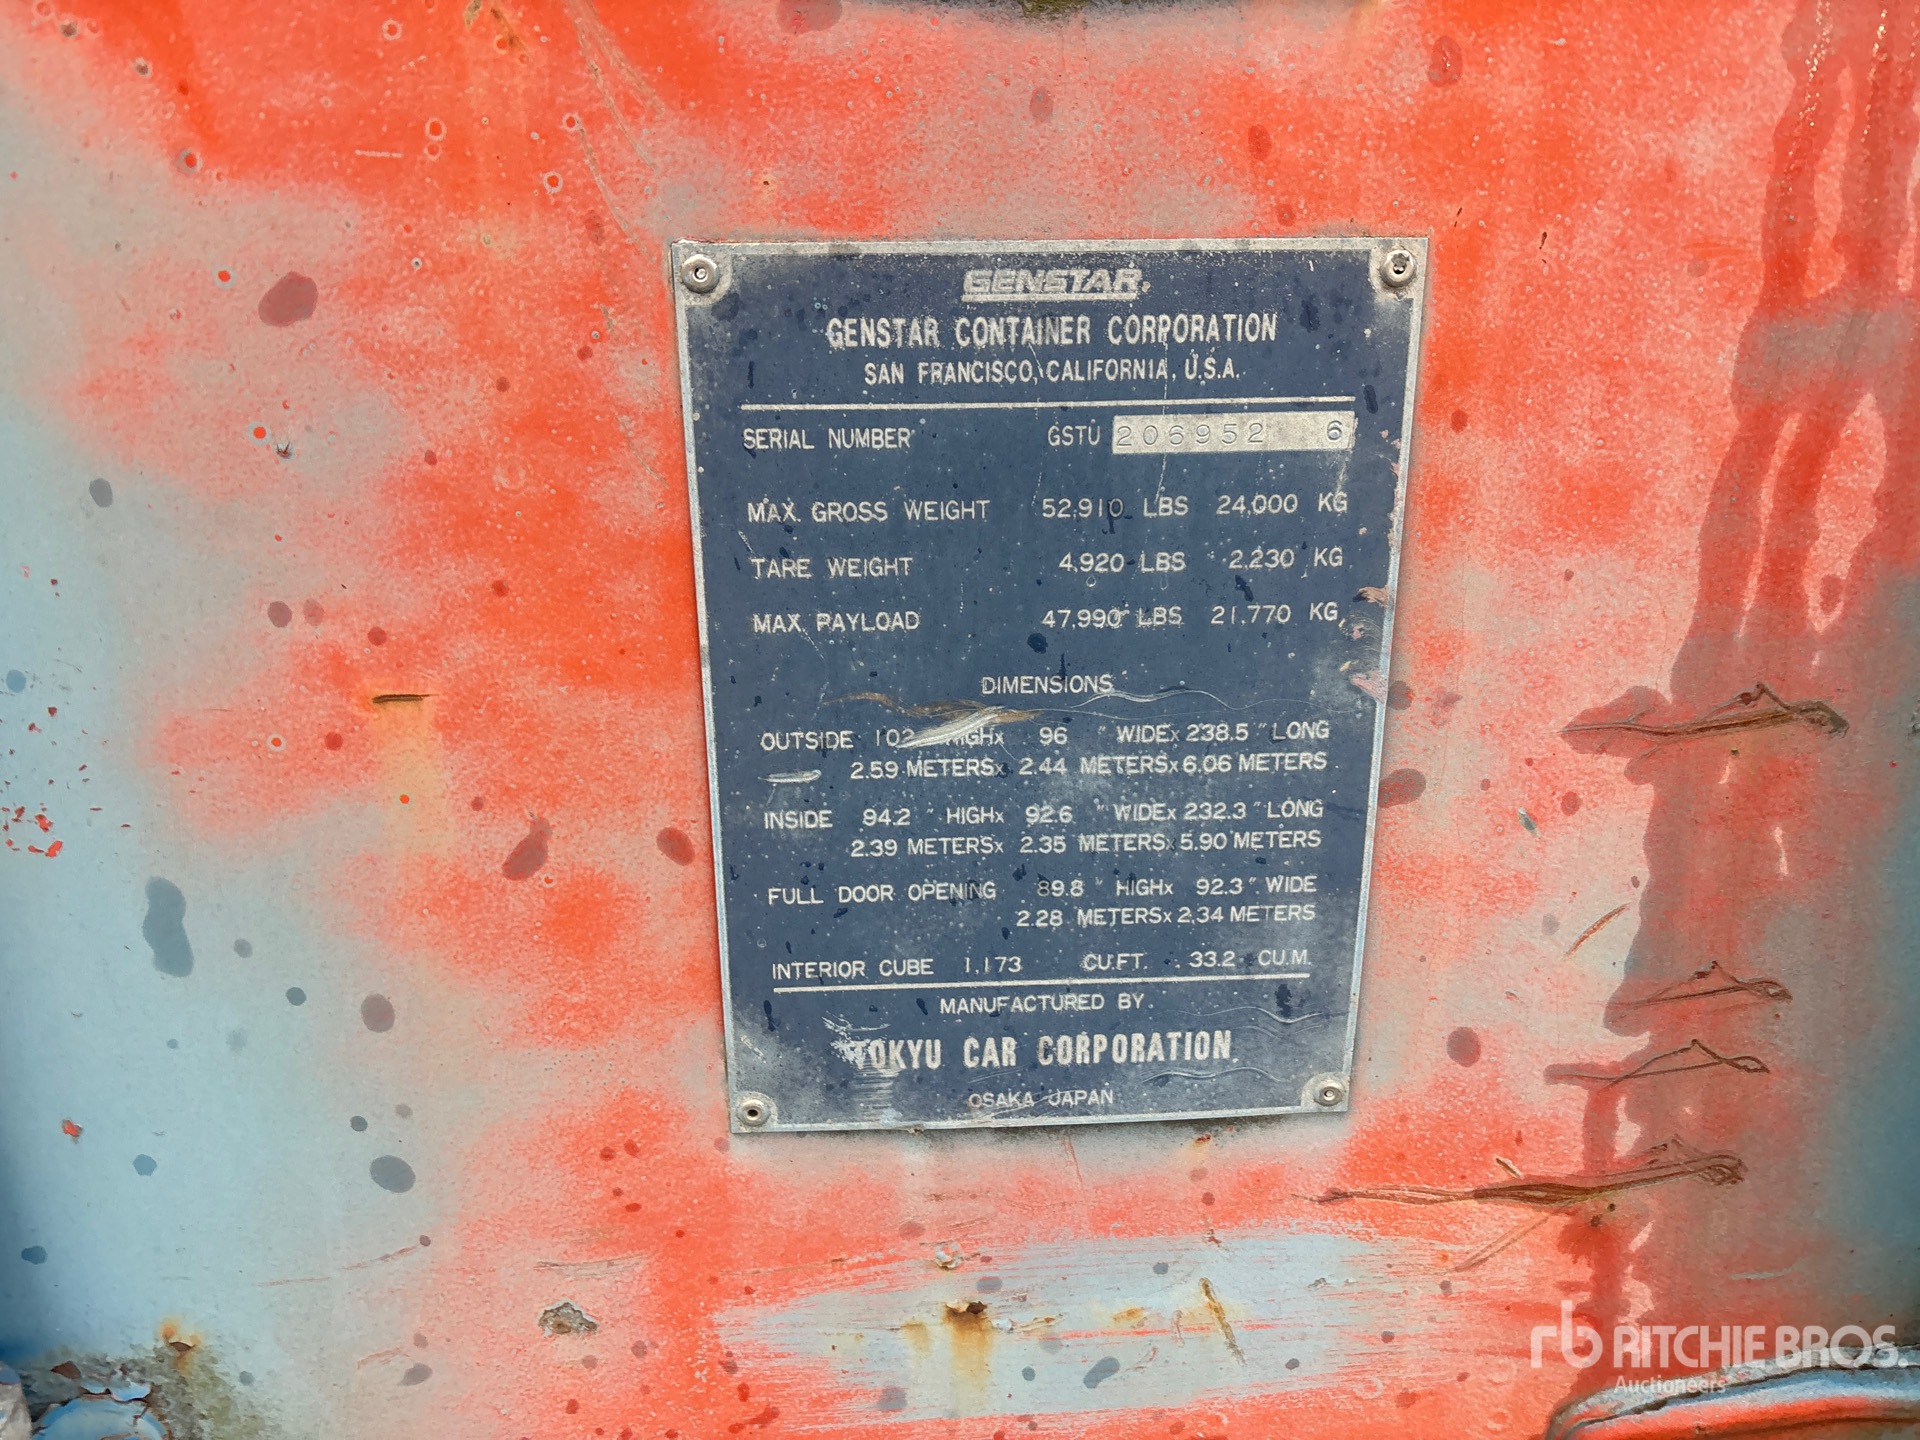 GENSTAR.
GENSTAR CONTAINER CORPORATION
SAN FRANCISCO, CALIFORNIA, U.S.A.
SERIAL NUMBER GSTU 206952 6
MAX. GROSS WEIGHT 52,910 LBS 24,000 KG
TARE WEIGHT 4,920 LBS 2,230 KG
MAX. PAYLOAD 47,990 LBS 21,770 KG
DIMENSIONS
OUTSIDE 102 HIGHx 96 " WIDEx 238.5 " LONG
2.59 METERSx 2.44 METERSx 6.06 METERS
INSIDE 94.2 " HIGHx 92.6 " WIDEx 232.3 " LONG
2.39 METERSx 2.35 METERSx 5.90 METERS
FULL DOOR OPENING 89.8 " HIGHx 92.3 " WIDE
2.28 METERSx 2.34 METERS
INTERIOR CUBE 1,173 CU.FT. 33.2 CU.M.
MANUFACTURED BY
TOKYU CAR CORPORATION
OSAKA JAPAN
rb RITCHIE BROS.
Auctioneers